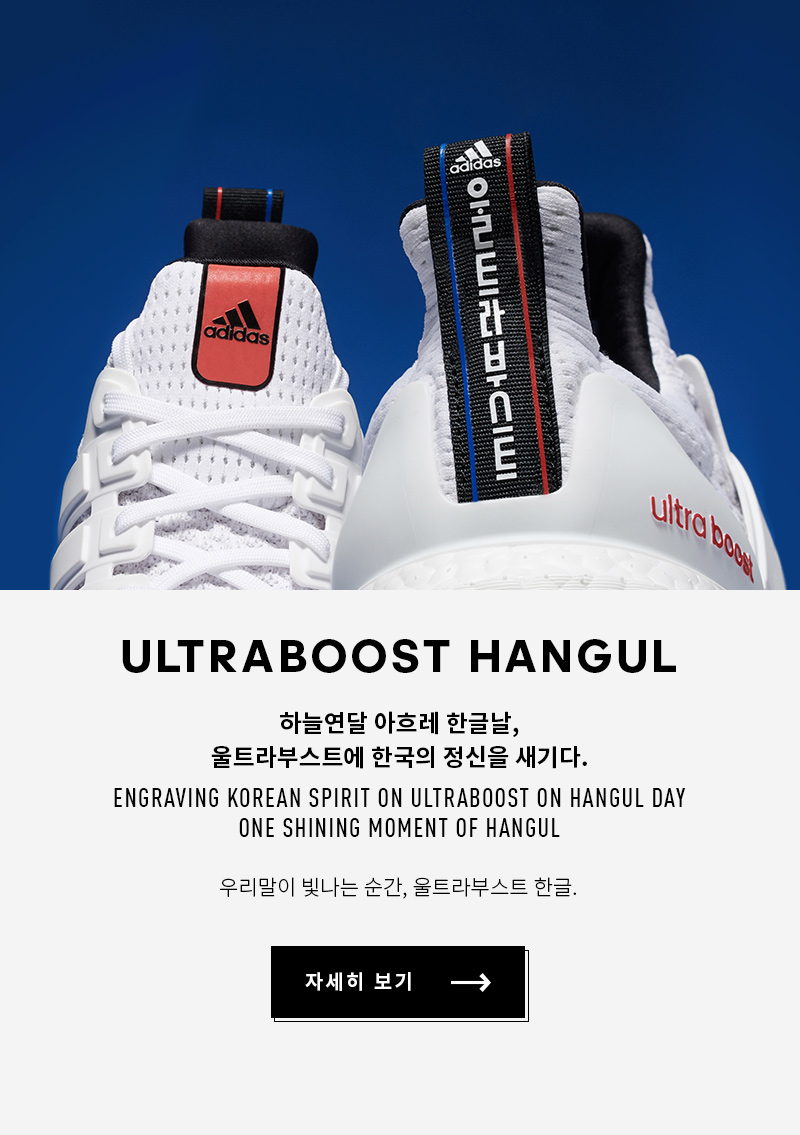 adidas
adidas
울트라부스트
ultraboost
ULTRABOOST HANGUL
하늘연달 아흐레 한글날,
울트라부스트에 한국의 정신을 새기다.
ENGRAVING KOREAN SPIRIT ON ULTRABOOST ON HANGUL DAY
ONE SHINING MOMENT OF HANGUL
우리말이 빛나는 순간, 울트라부스트 한글.
자세히 보기